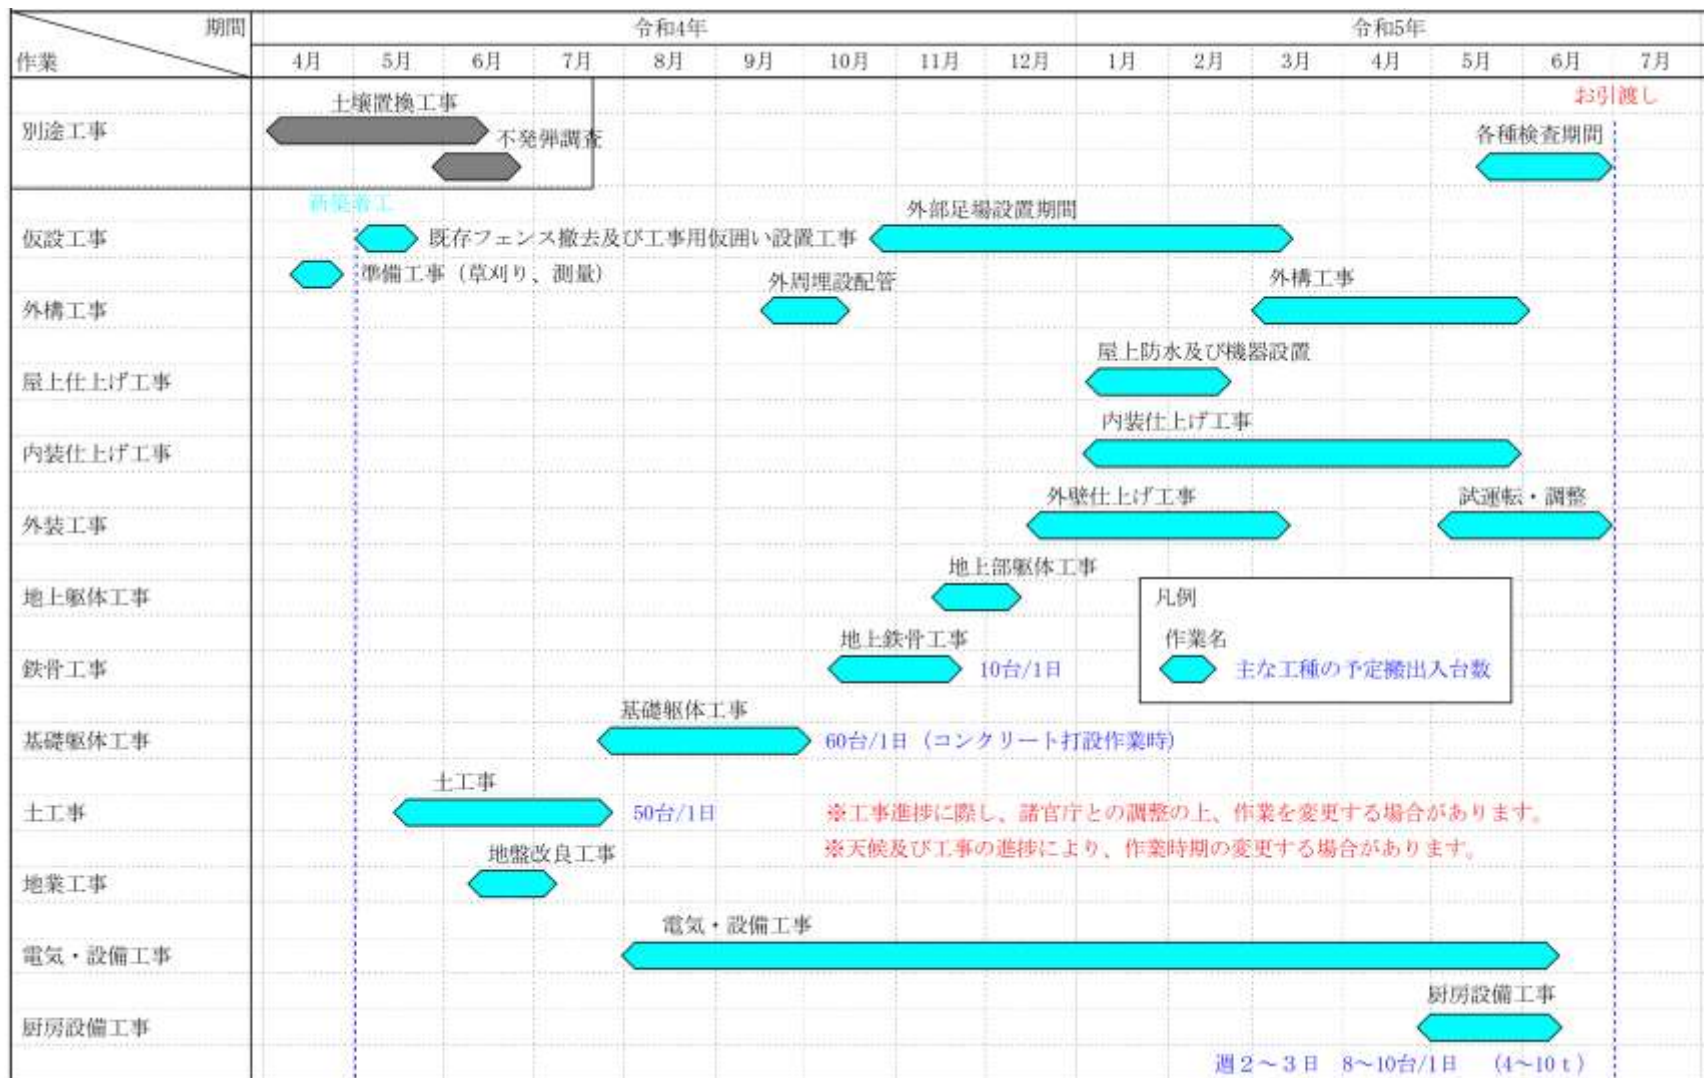 期間
令和4年
令和5年
作業
4月 5月 6月 7月 8月 9月 10月 11月 12月 1月 2月 3月 4月 5月 6月 7月
お引渡し
土壌置換工事
別途工事
不発弾調査
各種検査期間
新築着工
外部足場設置期間
仮設工事
既存フェンス撤去及び工事用仮囲い設置工事
準備工事（草刈り、測量）
外周埋設配管
外構工事
外構工事
屋上防水及び機器設置
屋上仕上げ工事
内装仕上げ工事
内装仕上げ工事
外壁仕上げ工事
試運転・調整
外装工事
地上部躯体工事
地上躯体工事
凡例
地上鉄骨工事
作業名
鉄骨工事
10台/1日
主な工種の予定搬出入台数
基礎躯体工事
基礎躯体工事
60台/1日（コンクリート打設作業時）
土工事
土工事
50台/1日
※工事進捗に際し、諸官庁との調整の上、作業を変更する場合があります。
※天候及び工事の進捗により、作業時期の変更する場合があります。
地盤改良工事
地業工事
電気・設備工事
電気・設備工事
厨房設備工事
厨房設備工事
週２～３日 8～10台/1日 （4～10ｔ）